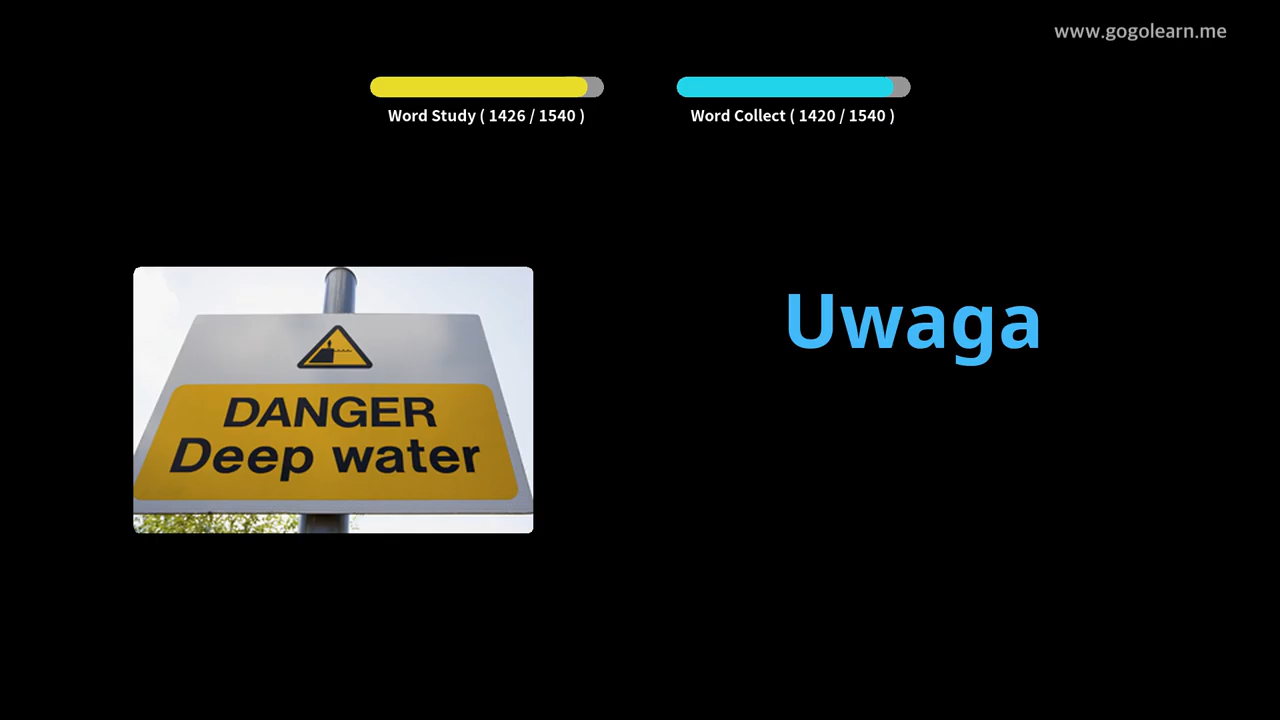 www.gogolearn.me
Word Study ( 1426 / 1540 )
Word Collect ( 1420 / 1540 )
DANGER
Deep water
Uwaga